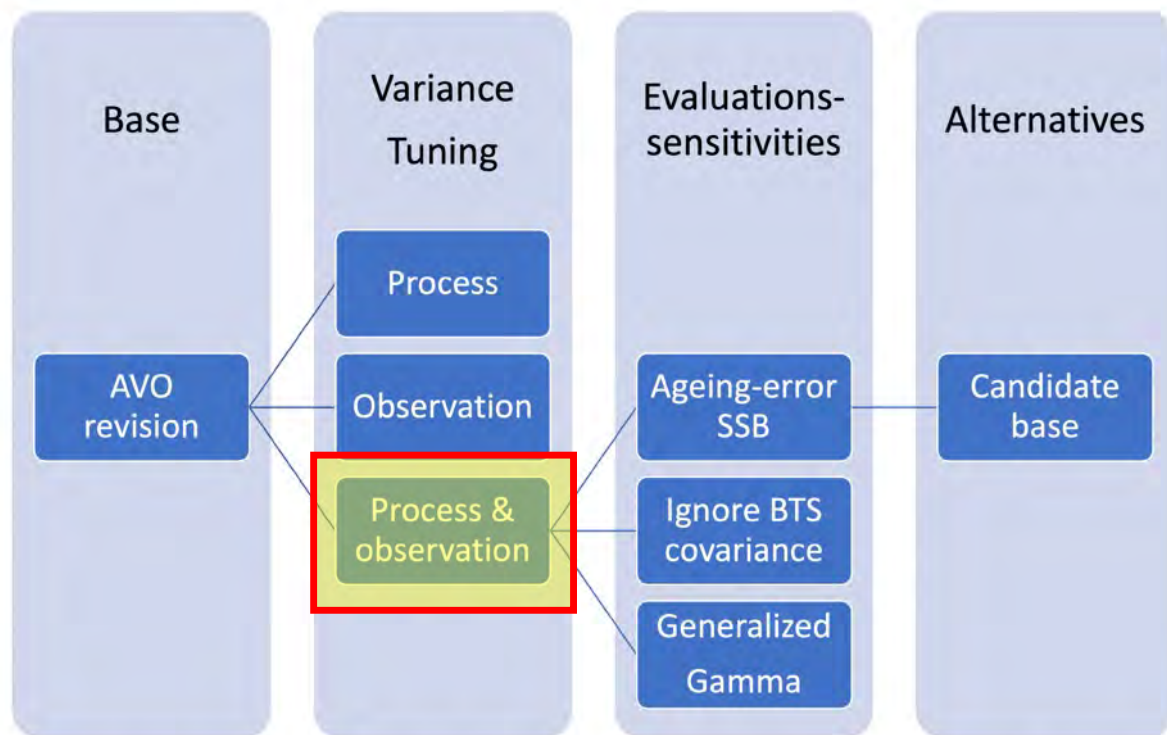 Base
AVO
revision
Variance
Tuning
Process
Observation
Process &
observation
Evaluations-
sensitivities
Ageing-error
SSB
Ignore BTS
covariance
Generalized
Gamma
Alternatives
Candidate
base